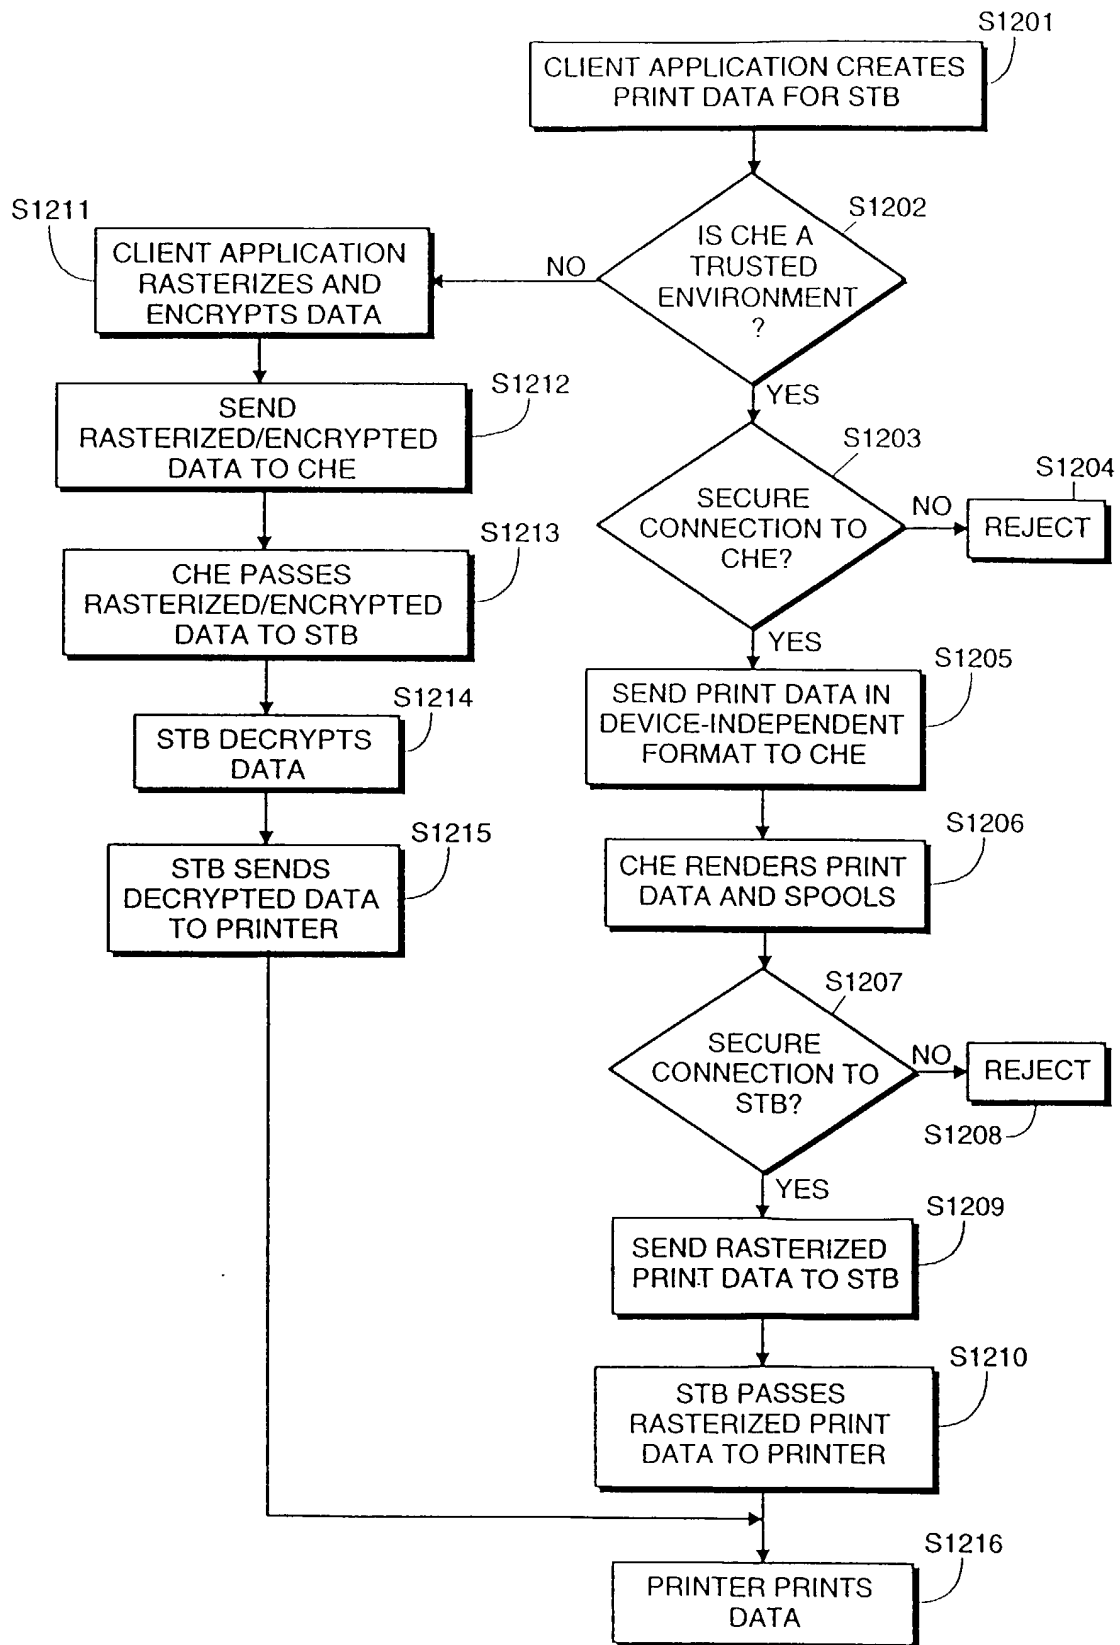 S1201
CLIENT APPLICATION CREATES
PRINT DATA FOR STB
S1202
IS CHE A
TRUSTED
ENVIRONMENT
?
NO
YES
S1211
CLIENT APPLICATION
RASTERIZES AND
ENCRYPTS DATA
S1212
SEND
RASTERIZED/ENCRYPTED
DATA TO CHE
S1213
CHE PASSES
RASTERIZED/ENCRYPTED
DATA TO STB
S1214
STB DECRYPTS
DATA
S1215
STB SENDS
DECRYPTED DATA
TO PRINTER
S1203
SECURE
CONNECTION TO
CHE?
NO
S1204
REJECT
YES
S1205
SEND PRINT DATA IN
DEVICE-INDEPENDENT
FORMAT TO CHE
S1206
CHE RENDERS PRINT
DATA AND SPOOLS
S1207
SECURE
CONNECTION TO
STB?
NO
REJECT
S1208
YES
S1209
SEND RASTERIZED
PRINT DATA TO STB
S1210
STB PASSES
RASTERIZED PRINT
DATA TO PRINTER
S1216
PRINTER PRINTS
DATA